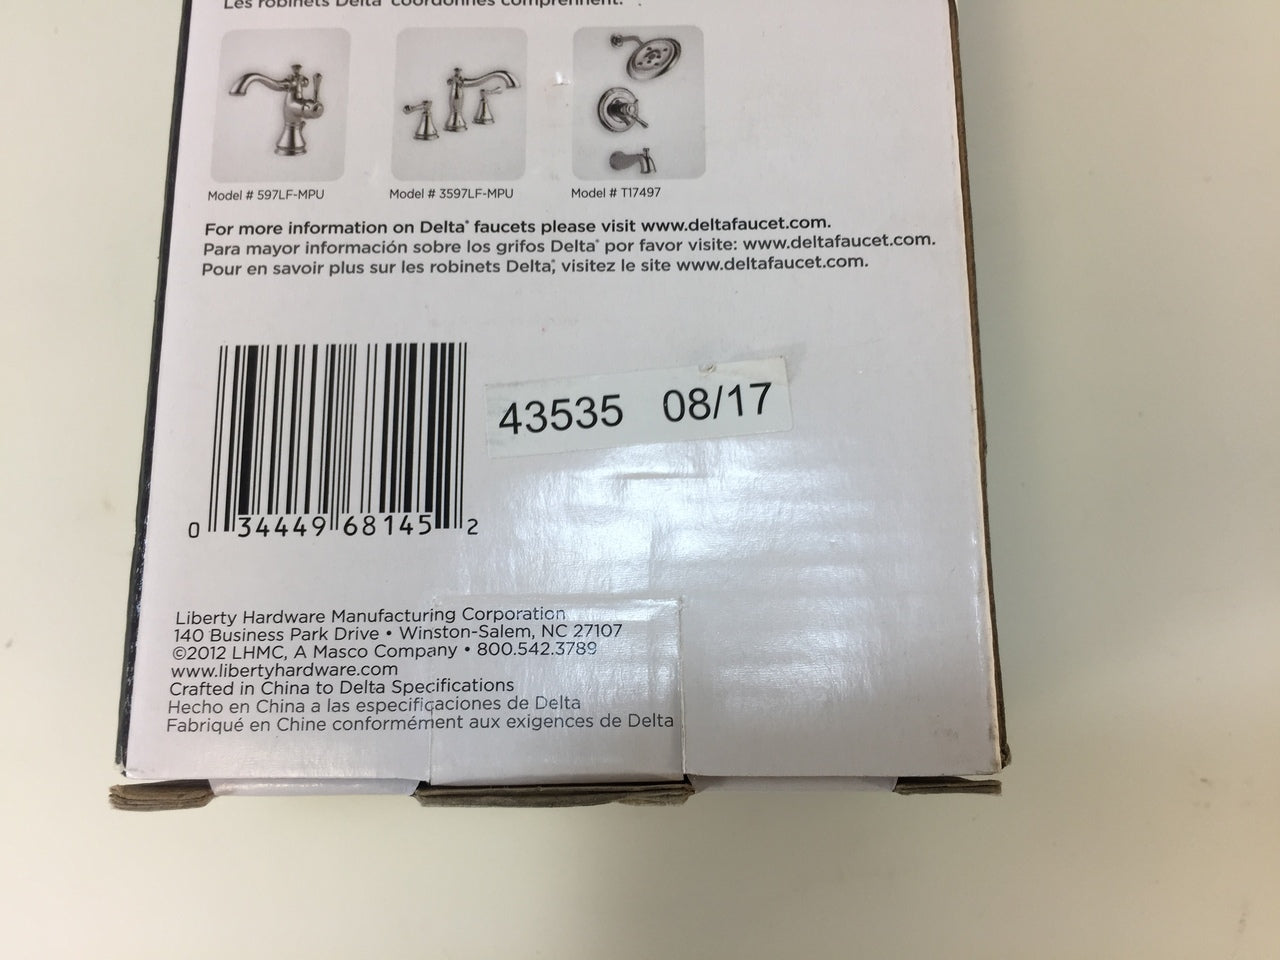 Les robinets Delta® coordonnés comprennent:
Model # 597LF-MPU
Model # 3597LF-MPU
Model # T17497
For more information on Delta® faucets please visit www.deltafaucet.com.
Para mayor información sobre los grifos Delta® por favor visite: www.deltafaucet.com.
Pour en savoir plus sur les robinets Delta®, visitez le site www.deltafaucet.com.
43535 08/17
0 34449 68145 2
Liberty Hardware Manufacturing Corporation
140 Business Park Drive • Winston-Salem, NC 27107
©2012 LHMC, A Masco Company • 800.542.3789
www.libertyhardware.com
Crafted in China to Delta Specifications
Hecho en China a las especificaciones de Delta
Fabriqué en Chine conformément aux exigences de Delta